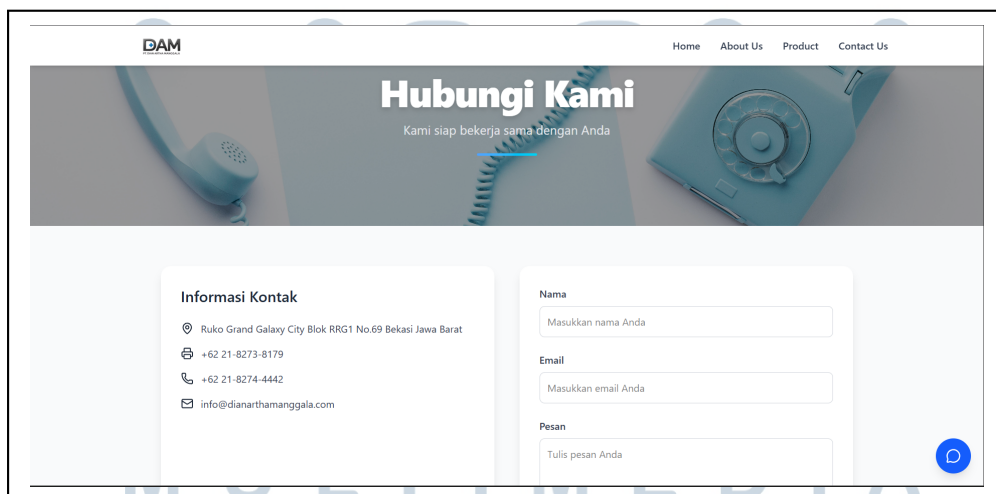 DAM
Home About Us Product Contact Us
Hubungi Kami
Kami siap bekerja sama dengan Anda
Informasi Kontak
Ruko Grand Galaxy City Blok RRG1 No.69 Bekasi Jawa Barat
+62 21-8273-8179
+62 21-8274-4442
info@dianarthamanggala.com
Nama
Masukkan nama Anda
Email
Masukkan email Anda
Pesan
Tulis pesan Anda